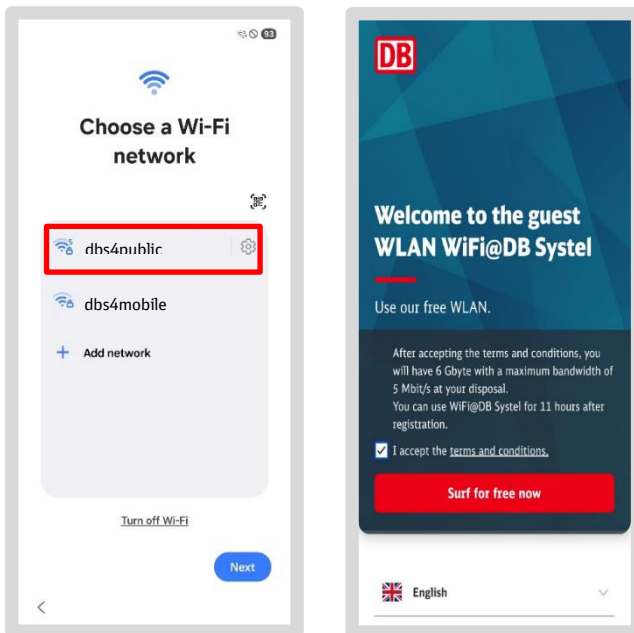 93
Choose a Wi-Fi
network
dbs4public
dbs4mobile
Add network
Turn off Wi-Fi
Next
DB
Welcome to the guest
WLAN WiFi@DB Systel
Use our free WLAN.
After accepting the terms and conditions, you
will have 6 Gbyte with a maximum bandwidth of
5 Mbit/s at your disposal.
You can use WiFi@DB Systel for 11 hours after
registration.
I accept the terms and conditions.
Surf for free now
English